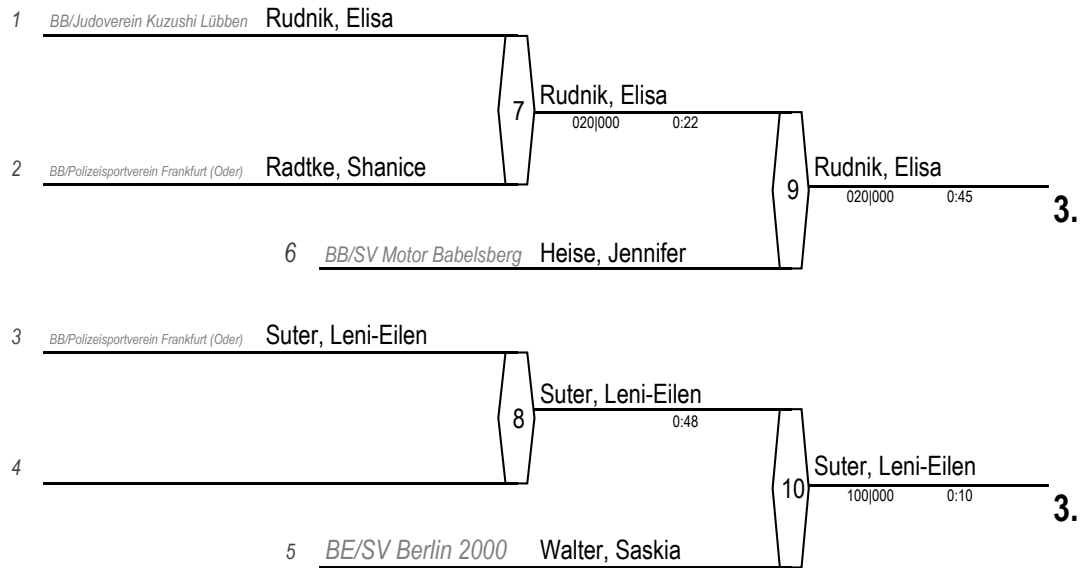 1 BB/Judoverein Kuzushi Lübben Rudnik, Elisa
7 Rudnik, Elisa
020|000 0:22
2 BB/Polizeisportverein Frankfurt (Oder) Radtke, Shanice
9 Rudnik, Elisa
020|000 0:45
3.
6 BB/SV Motor Babelsberg Heise, Jennifer
3 BB/Polizeisportverein Frankfurt (Oder) Suter, Leni-Eilen
8 Suter, Leni-Eilen
0:48
4
10 Suter, Leni-Eilen
100|000 0:10
3.
5 BE/SV Berlin 2000 Walter, Saskia